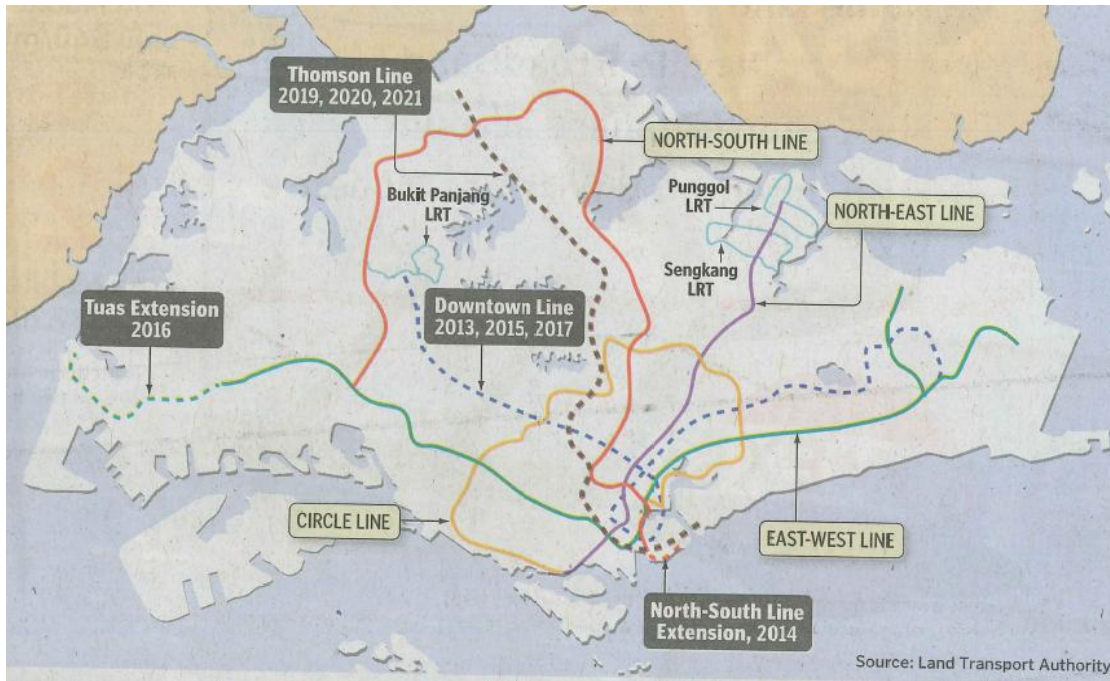 Thomson Line
2019, 2020, 2021
NORTH-SOUTH LINE
Bukit Panjang
LRT
Punggol
LRT
NORTH-EAST LINE
Sengkang
LRT
Tuas Extension
2016
Downtown Line
2013, 2015, 2017
CIRCLE LINE
EAST-WEST LINE
North-South Line
Extension, 2014
Source: Land Transport Authority